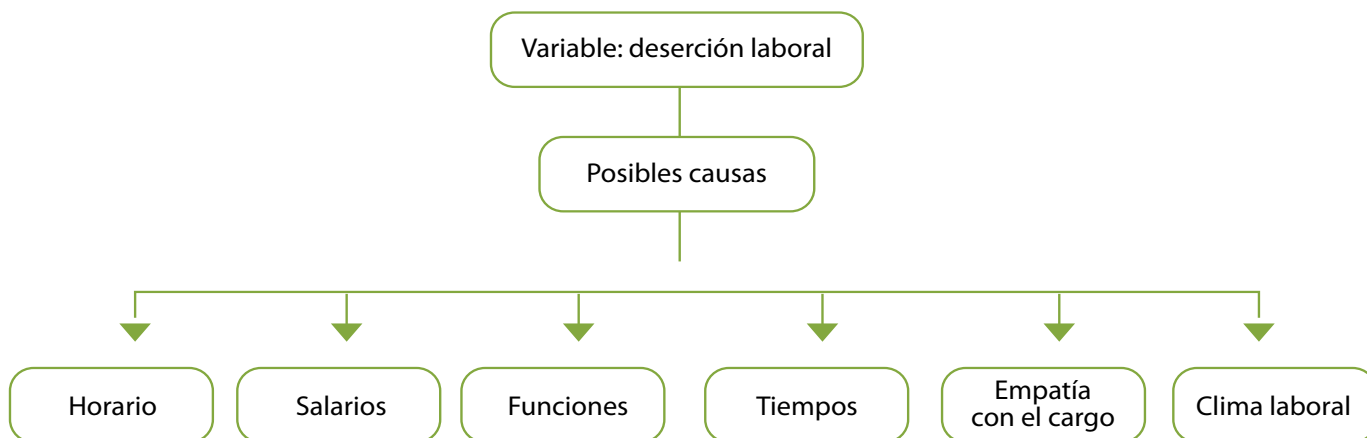 Variable: deserción laboral
Posibles causas
Horario
Salarios
Funciones
Tiempos
Empatía
con el cargo
Clima laboral